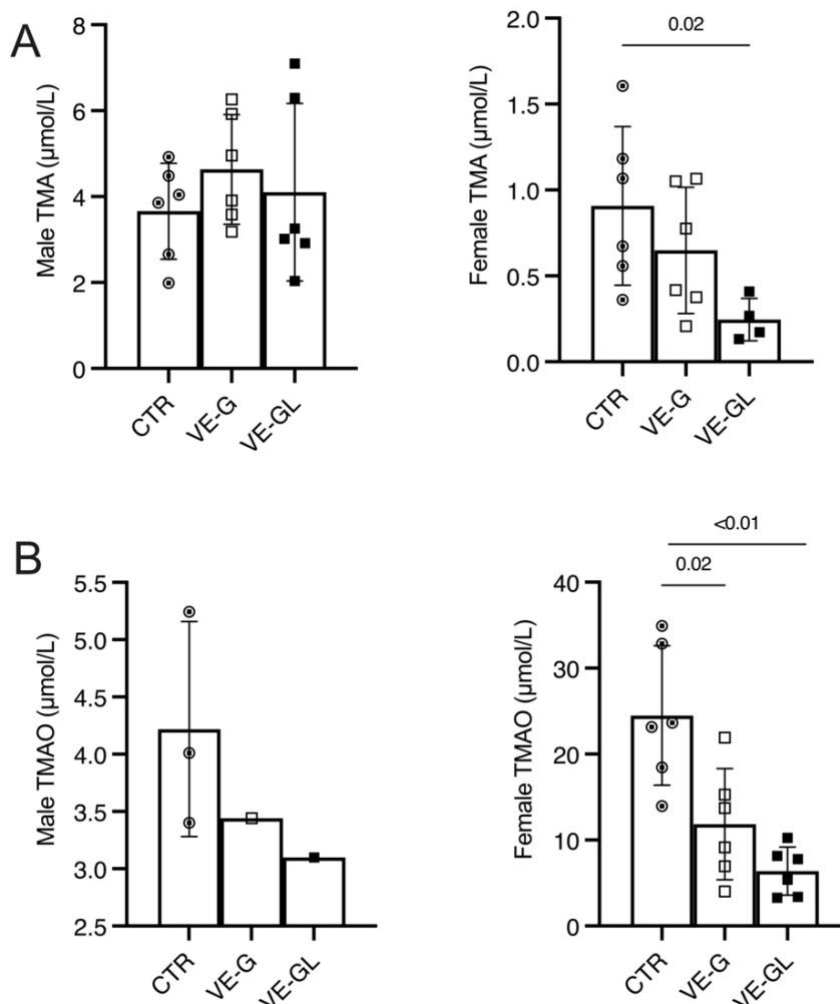 A
Male TMA (μmol/L)
8
6
4
2
0
CTR
VE-G
VE-GL
Female TMA (μmol/L)
2.0
1.5
1.0
0.5
0.0
0.02
CTR
VE-G
VE-GL
B
Male TMAO (μmol/L)
5.5
5.0
4.5
4.0
3.5
3.0
2.5
CTR
VE-G
VE-GL
Female TMAO (μmol/L)
40
30
20
10
0
<0.01
0.02
CTR
VE-G
VE-GL